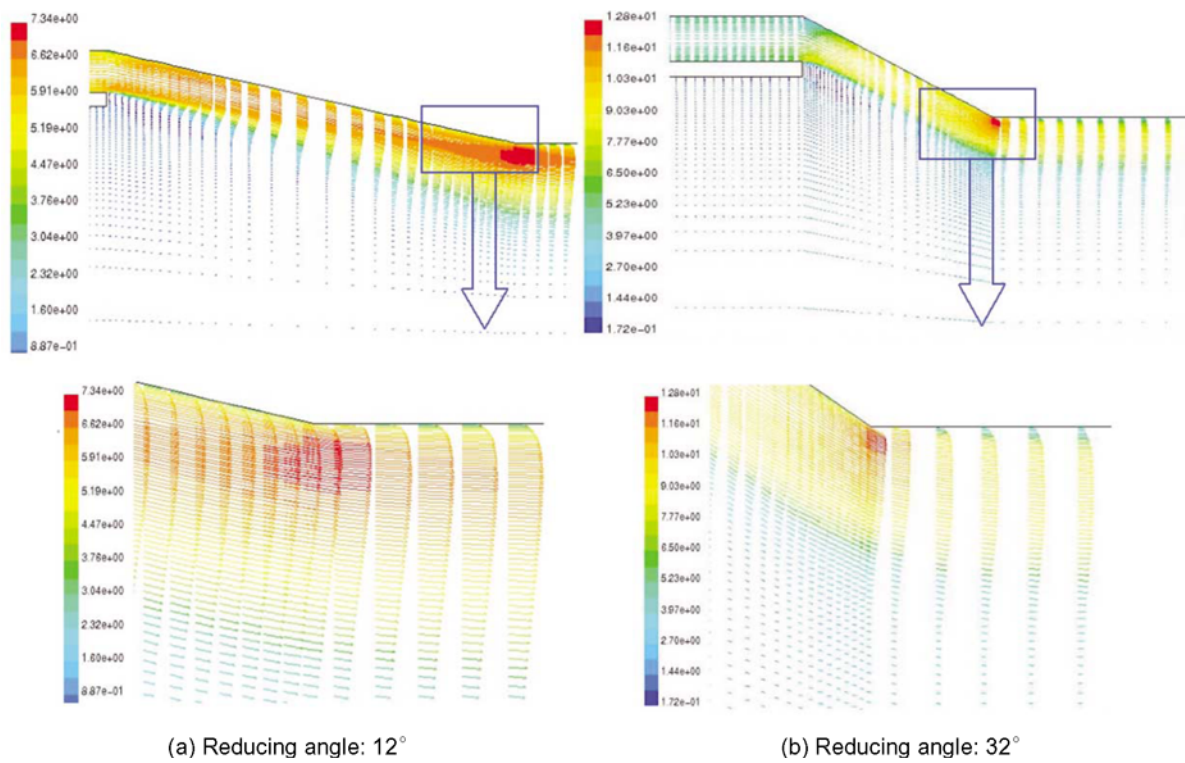 7.34e+00
6.62e+00
5.91e+00
5.19e+00
4.47e+00
3.76e+00
3.04e+00
2.32e+00
1.60e+00
8.87e-01
1.28e+01
1.16e+01
1.03e+01
9.03e+00
7.77e+00
6.50e+00
5.23e+00
3.97e+00
2.70e+00
1.44e+00
1.72e-01
7.34e+00
6.62e+00
5.91e+00
5.19e+00
4.47e+00
3.76e+00
3.04e+00
2.32e+00
1.60e+00
8.87e-01
1.28e+01
1.16e+01
1.03e+01
9.03e+00
7.77e+00
6.50e+00
5.23e+00
3.97e+00
2.70e+00
1.44e+00
1.72e-01
(a) Reducing angle: 12°
(b) Reducing angle: 32°